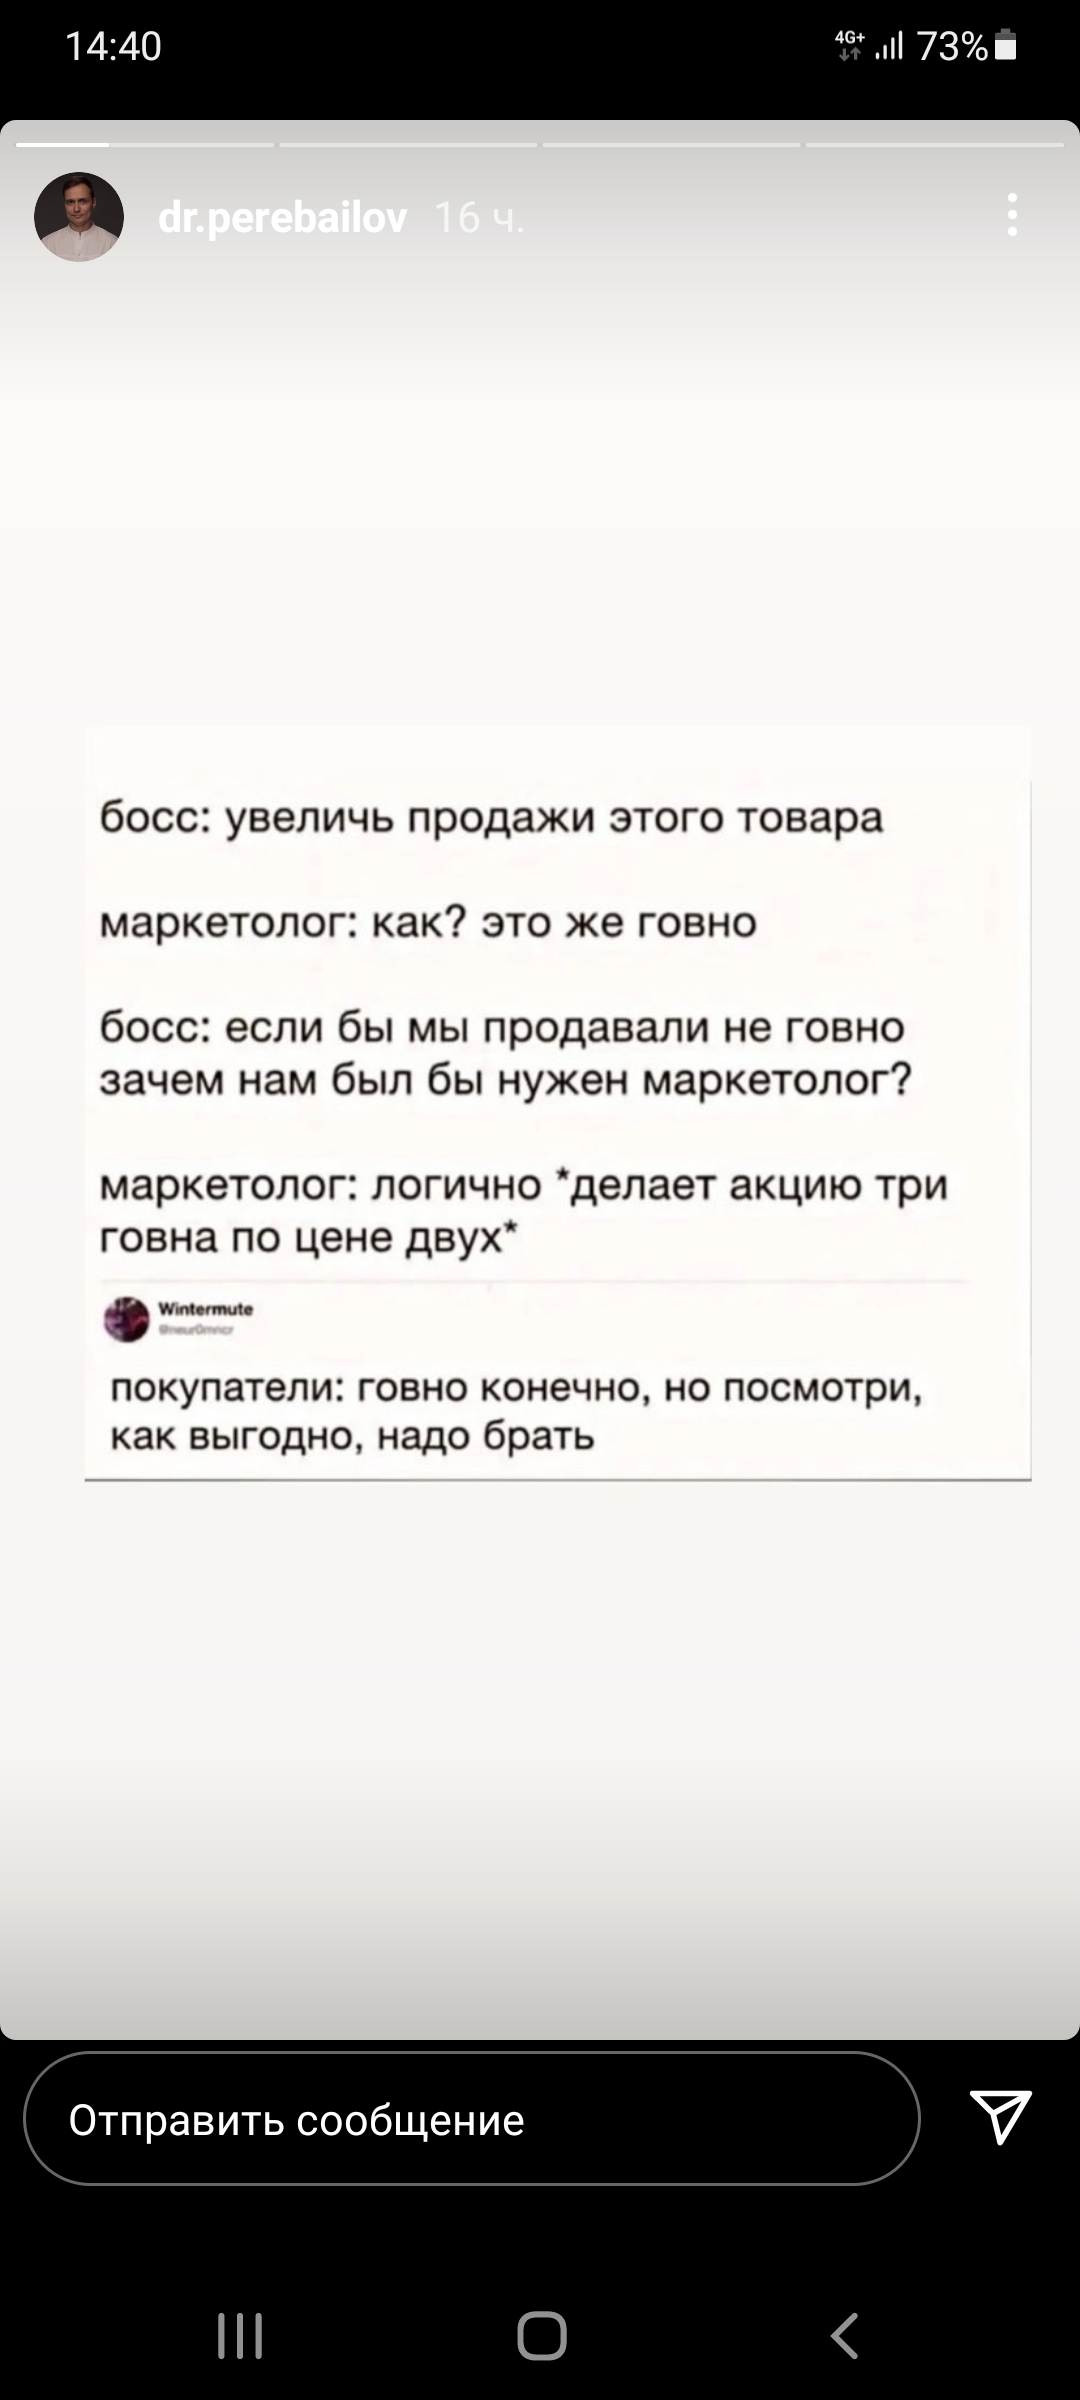 14:40
4G+
73%
dr.perebailov 16 ч.
босс: увеличь продажи этого товара
маркетолог: как? это же говно
босс: если бы мы продавали не говно
зачем нам был бы нужен маркетолог?
маркетолог: логично *делает акцию три
говна по цене двух*
Wintermute
покупатели: говно конечно, но посмотри,
как выгодно, надо брать
Отправить сообщение